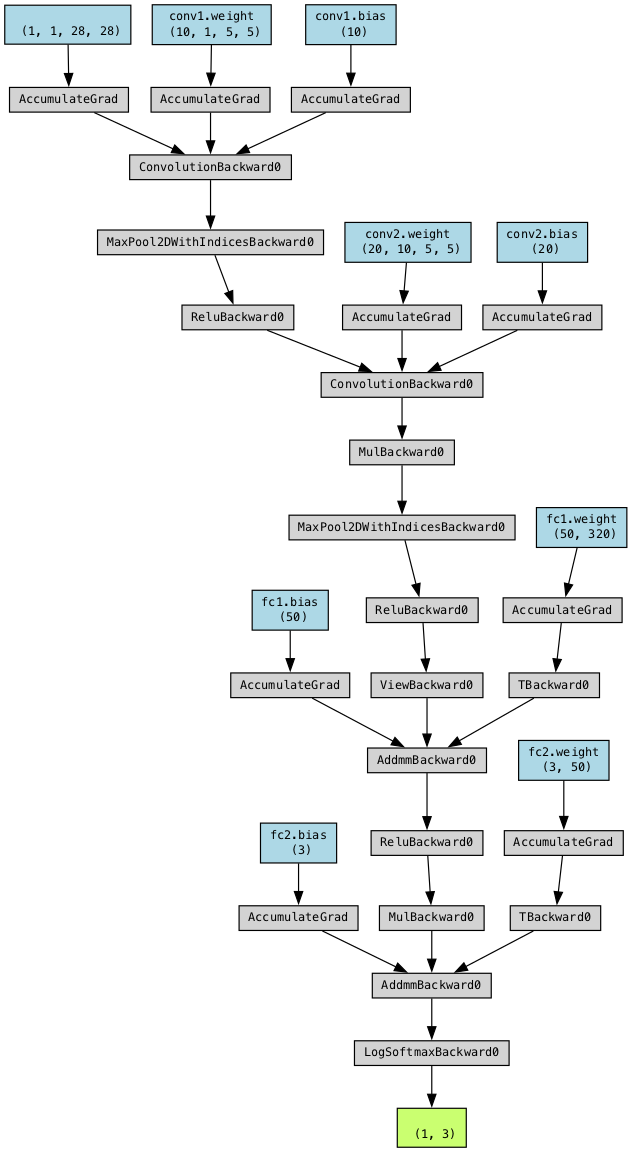 (1, 1, 28, 28)
conv1.weight
(10, 1, 5, 5)
conv1.bias
(10)
AccumulateGrad
AccumulateGrad
AccumulateGrad
ConvolutionBackward0
MaxPool2DWithIndicesBackward0
conv2.weight
(20, 10, 5, 5)
conv2.bias
(20)
ReluBackward0
AccumulateGrad
AccumulateGrad
ConvolutionBackward0
MulBackward0
MaxPool2DWithIndicesBackward0
fc1.weight
(50, 320)
fc1.bias
(50)
ReluBackward0
AccumulateGrad
AccumulateGrad
ViewBackward0
TBackward0
AddmmBackward0
fc2.weight
(3, 50)
fc2.bias
(3)
ReluBackward0
AccumulateGrad
AccumulateGrad
MulBackward0
TBackward0
AddmmBackward0
LogSoftmaxBackward0
(1, 3)